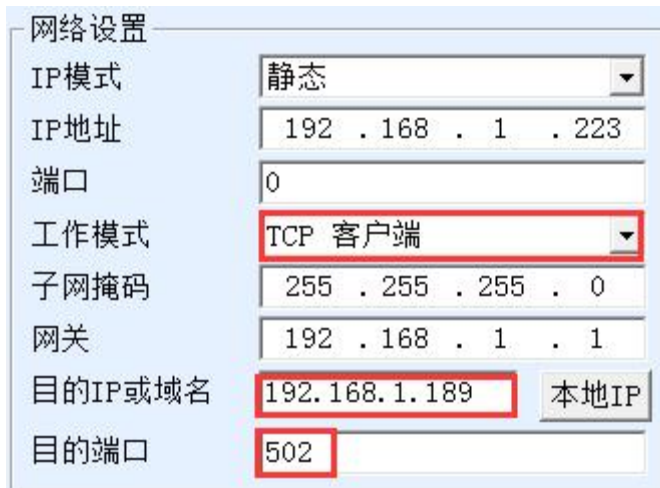 网络设置
IP模式 静态
IP地址 192 . 168 . 1 . 223
端口 0
工作模式 TCP 客户端
子网掩码 255 . 255 . 255 . 0
网关 192 . 168 . 1 . 1
目的IP或域名 192.168.1.189 本地IP
目的端口 502